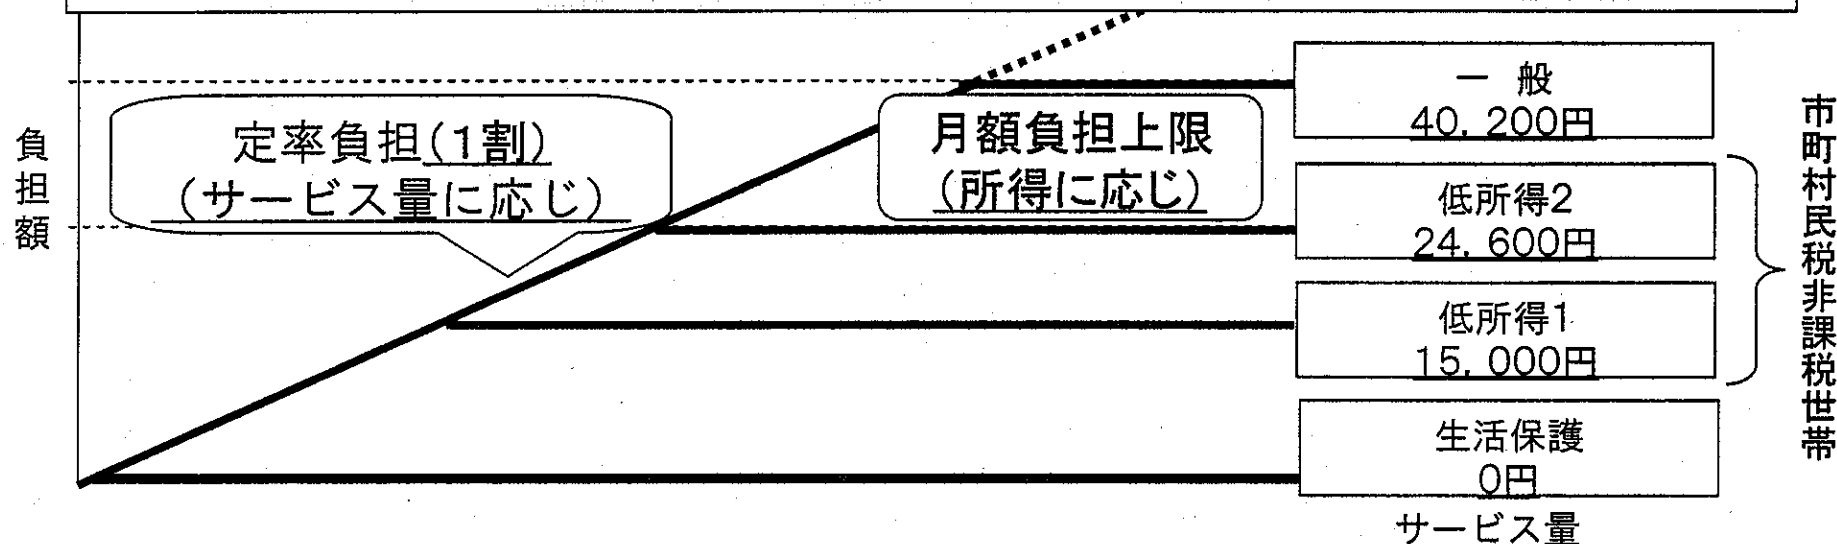 一 般
40,200円
定率負担(1割)
(サービス量に応じ)
月額負担上限
(所得に応じ)
負担額
低所得2
24,600円
低所得1
15,000円
市町村民税非課税世帯
生活保護
0円
サービス量